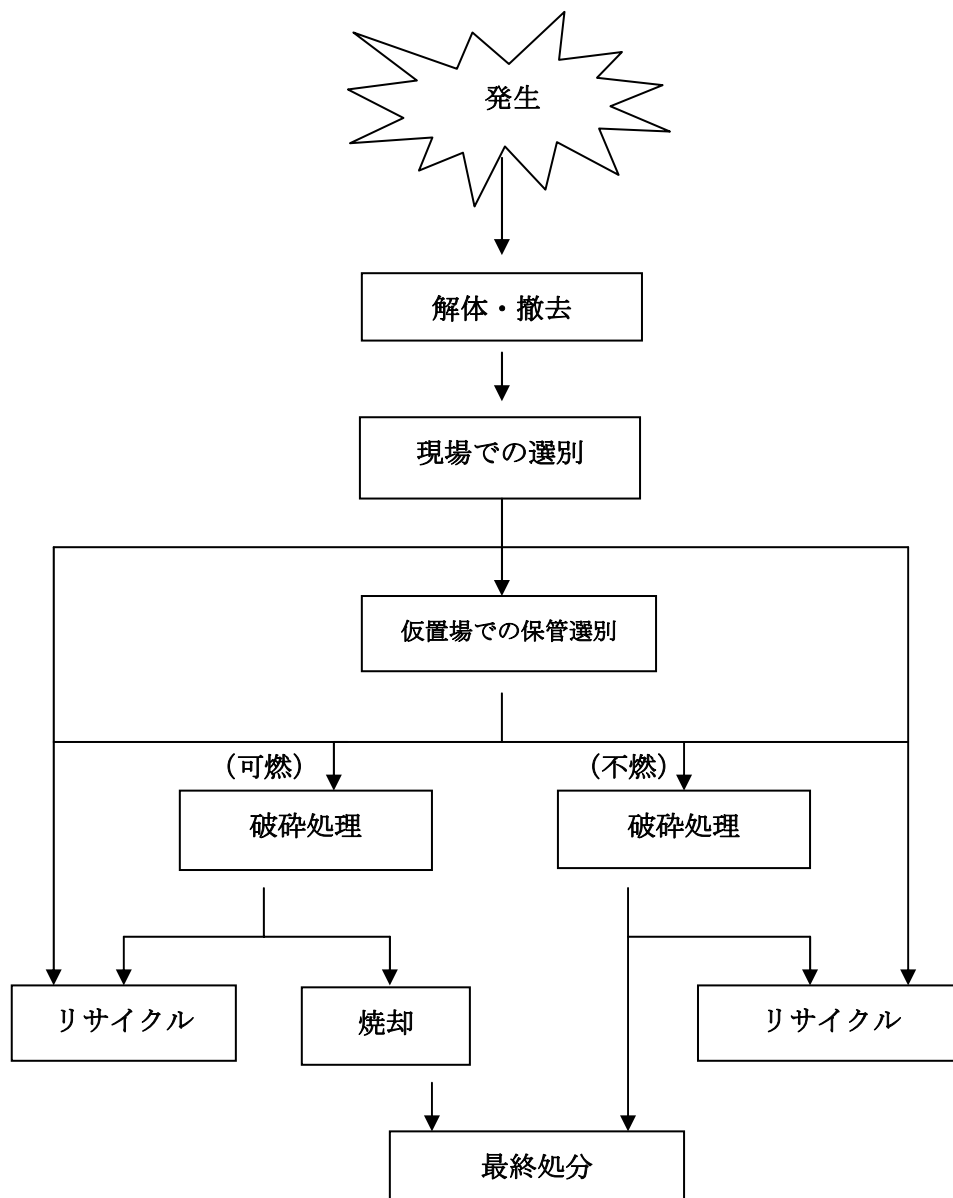 発生
解体・撤去
現場での選別
仮置場での保管選別
（可燃）
（不燃）
破砕処理
破砕処理
リサイクル
焼却
リサイクル
最終処分